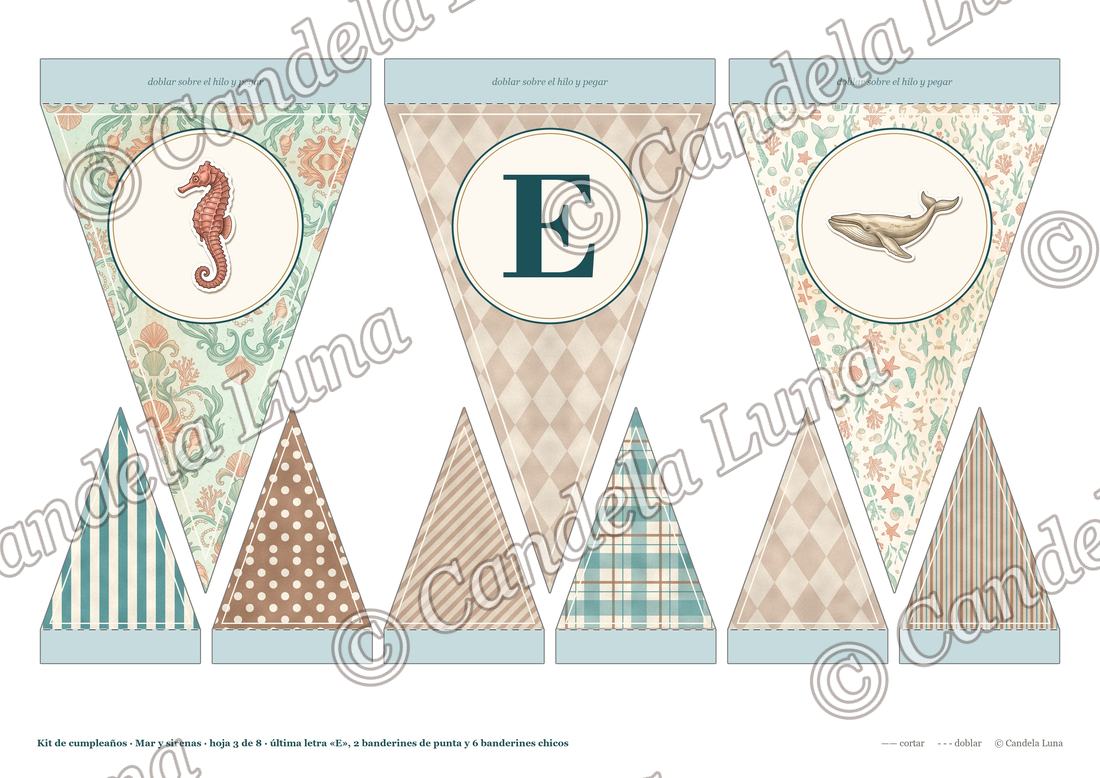 doblar sobre el hilo y pegar
doblar sobre el hilo y pegar
doblar sobre el hilo y pegar
E
© Candela Luna
© Candela Luna
© Candela Luna
© Candela Luna
Kit de cumpleaños · Mar y sirenas · hoja 3 de 8 · última letra «E», 2 banderines de punta y 6 banderines chicos
—— cortar
--- doblar
© Candela Luna